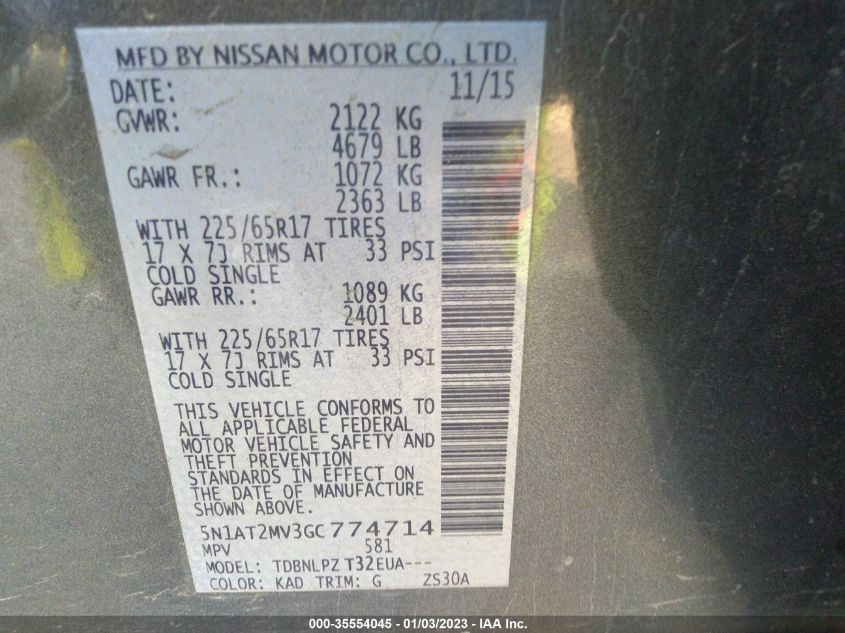 MFD BY NISSAN MOTOR CO., LTD.
DATE: 11/15
GVWR: 2122 KG
4679 LB
GAWR FR.: 1072 KG
2363 LB
WITH 225/65R17 TIRES
17 X 7J RIMS AT 33 PSI
COLD SINGLE
GAWR RR.: 1089 KG
2401 LB
WITH 225/65R17 TIRES
17 X 7J RIMS AT 33 PSI
COLD SINGLE
THIS VEHICLE CONFORMS TO
ALL APPLICABLE FEDERAL
MOTOR VEHICLE SAFETY AND
THEFT PREVENTION
STANDARDS IN EFFECT ON
THE DATE OF MANUFACTURE
SHOWN ABOVE.
5N1AT2MV3GC774714
MPV 581
MODEL: TDBNLPZ T32EUA---
COLOR: KAD TRIM: G ZS30A
000-35554045 - 01/03/2023 - IAA Inc.